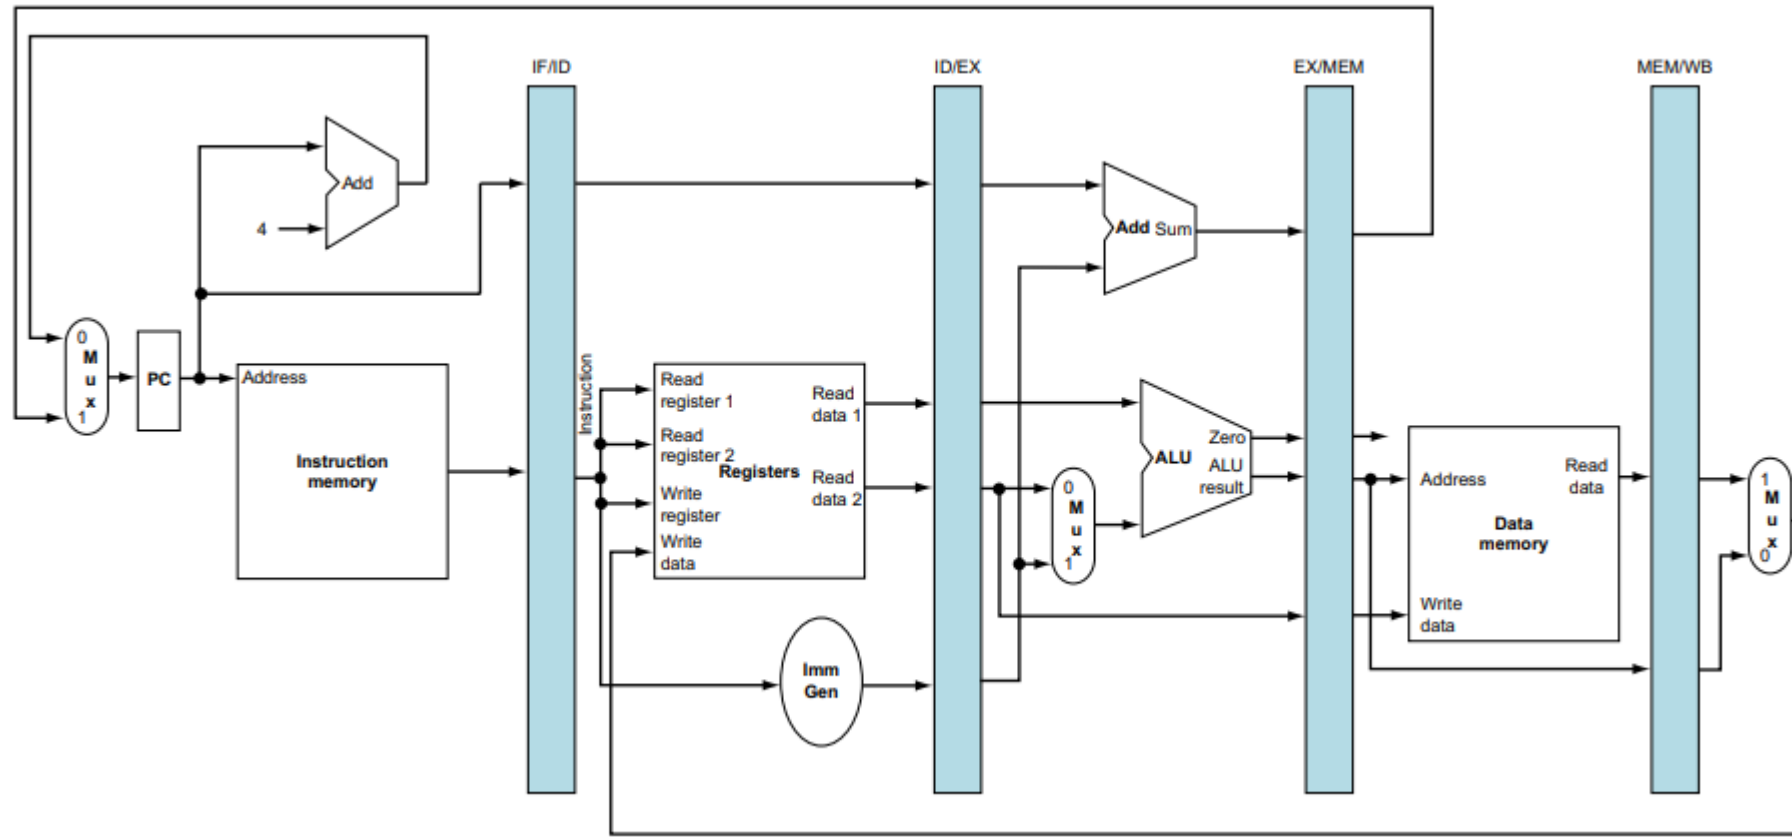 IF/ID
ID/EX
EX/MEM
MEM/WB
Add
4
Add Sum
0
M
u
x
1
PC
Address
Instruction
memory
Instruction
Read
register 1
Read
register 2
Registers
Write
register
Write
data
Read
data 1
Read
data 2
Imm
Gen
0
M
u
x
1
Zero
ALU
ALU
result
Address
Read
data
Data
memory
Write
data
1
M
u
x
0